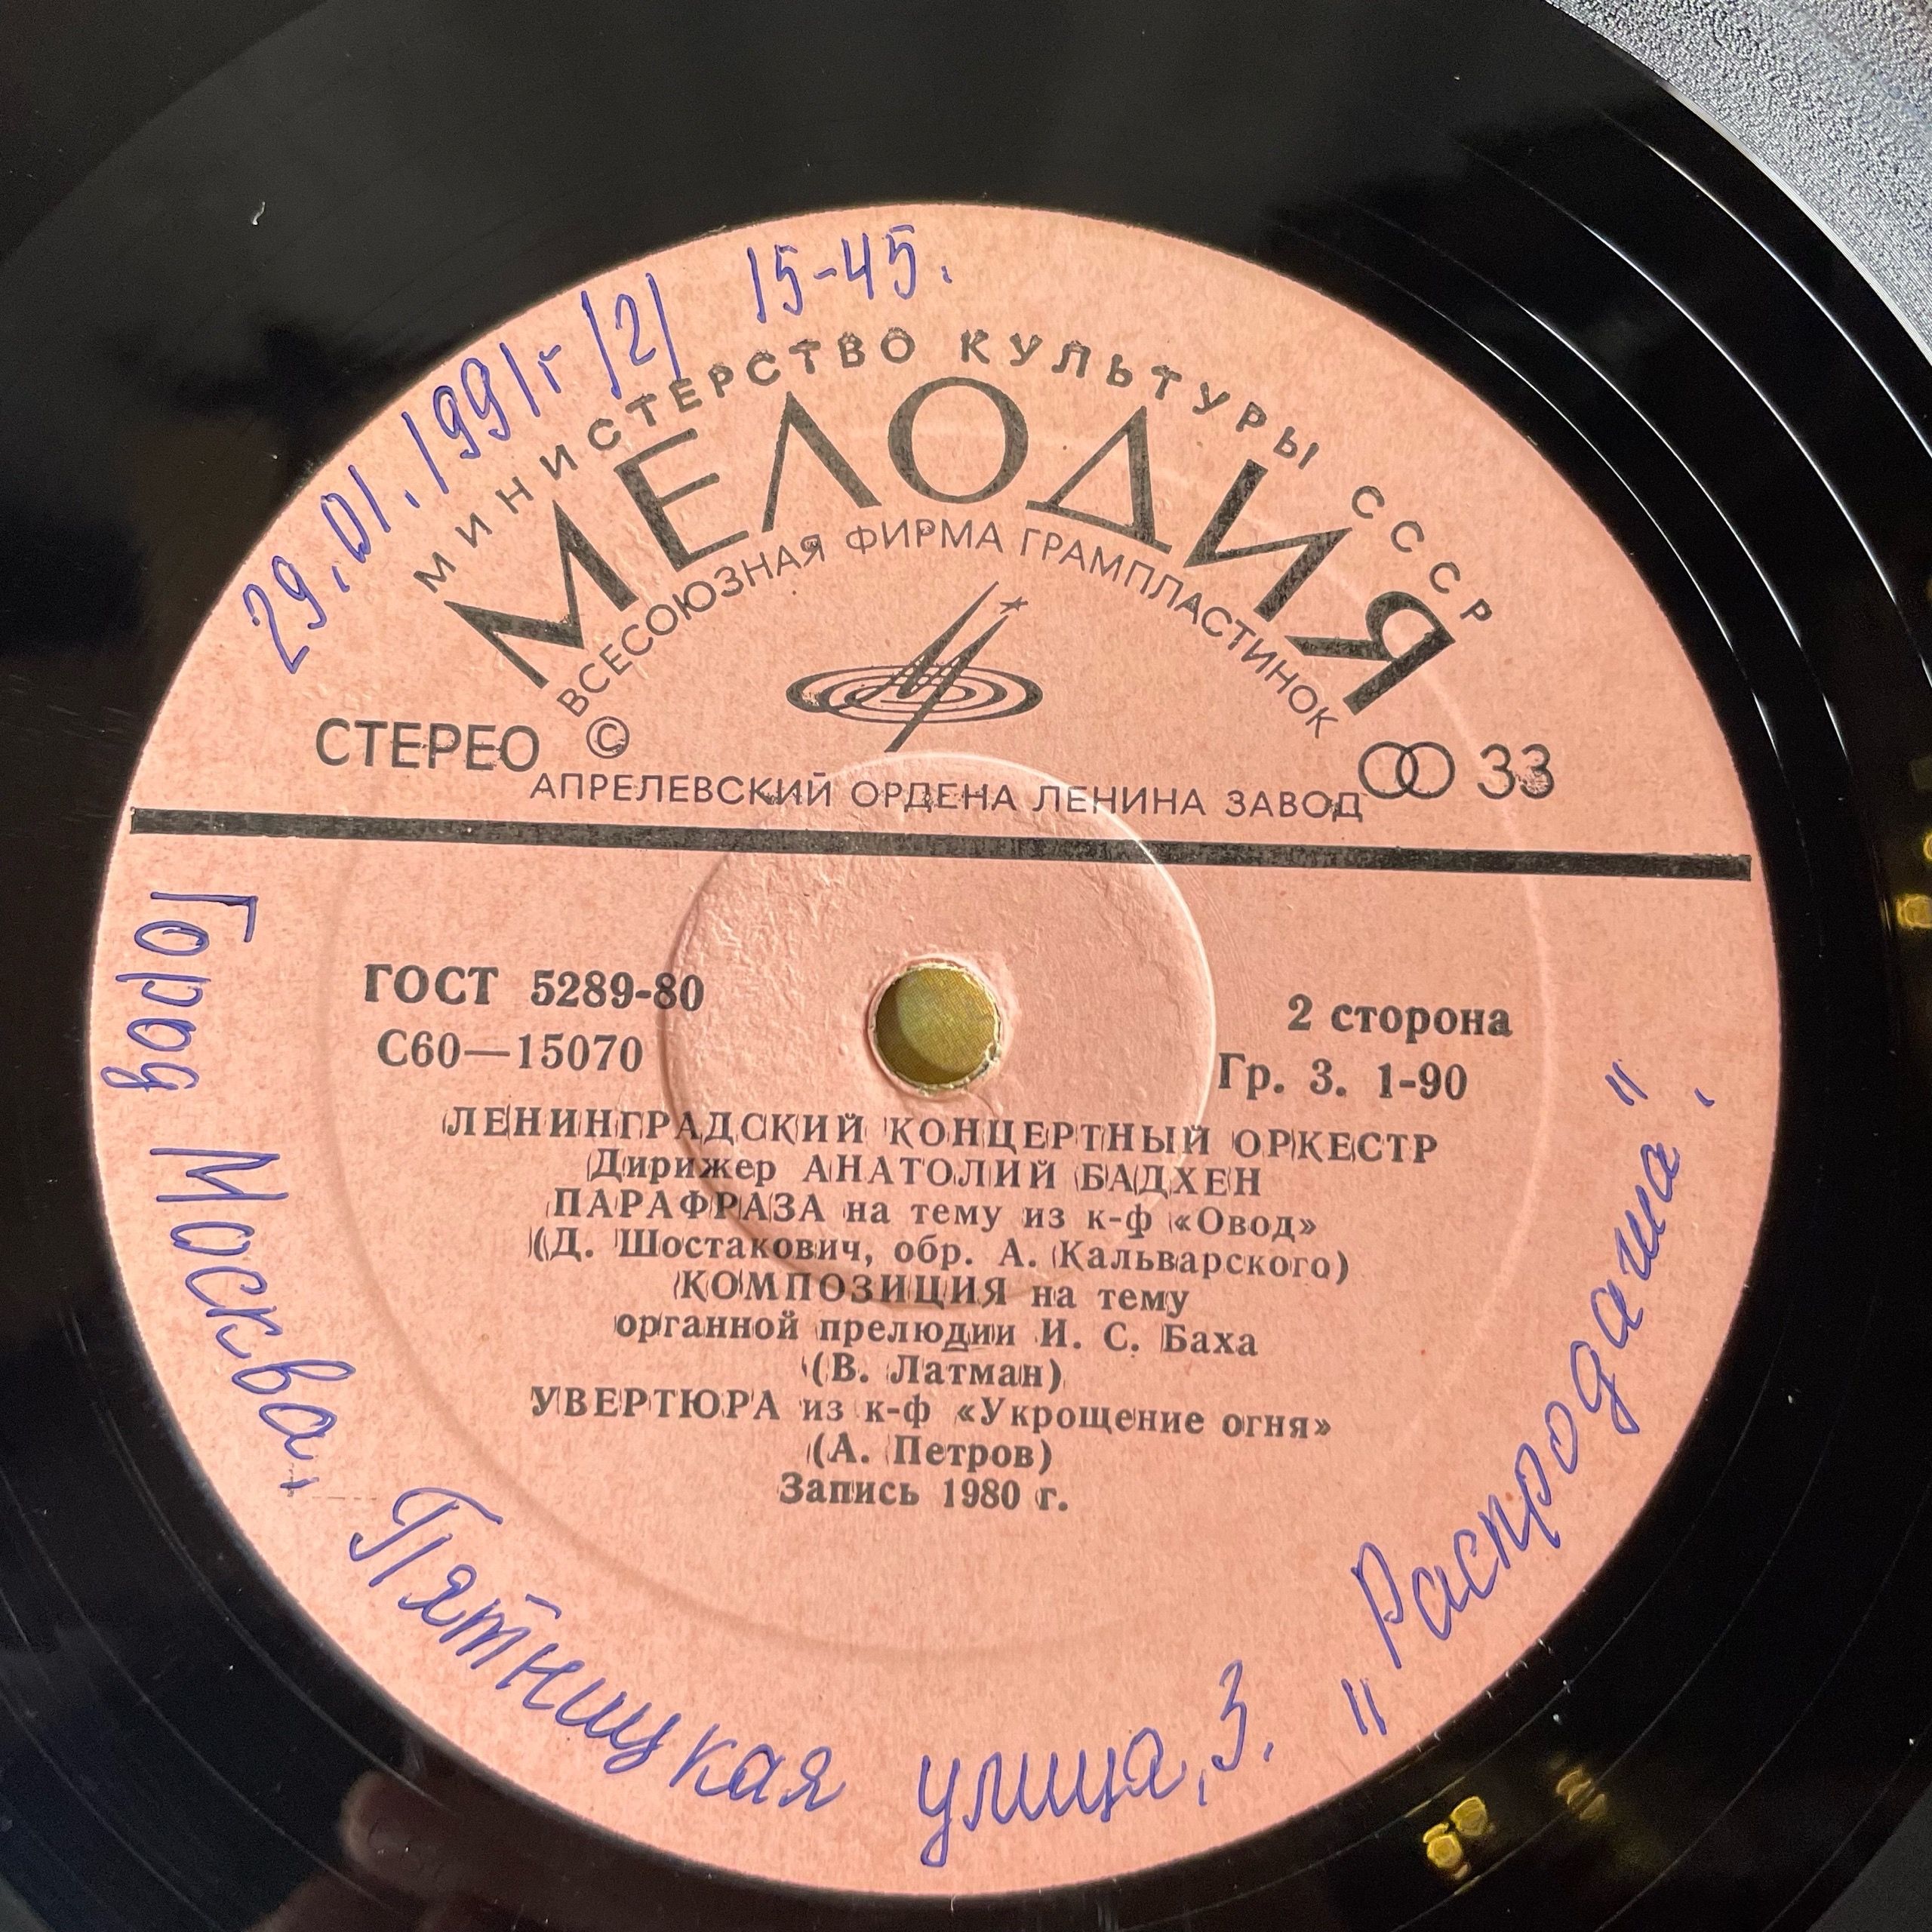 29.01.1991г /2/ 15-45.
МИНИСТЕРСТВО КУЛЬТУРЫ СССР
МЕЛОДИЯ
ВСЕСОЮЗНАЯ ФИРМА ГРАМПЛАСТИНОК
СТЕРЕО © 33
АПРЕЛЕВСКИЙ ОРДЕНА ЛЕНИНА ЗАВОД
ГОСТ 5289-80
С60—15070
2 сторона
Гр. 3. 1-90
ЛЕНИНГРАДСКИЙ КОНЦЕРТНЫЙ ОРКЕСТР
Дирижер АНАТОЛИЙ БАДХЕН
ПАРАФРАЗА на тему из к-ф «Овод»
(Д. Шостакович, обр. А. Кальварского)
КОМПОЗИЦИЯ на тему
органной прелюдии И. С. Баха
(В. Латман)
УВЕРТЮРА из к-ф «Укрощение огня»
(А. Петров)
Запись 1980 г.
Город Москва, Пятницкая улица, 3. "Распродажа".